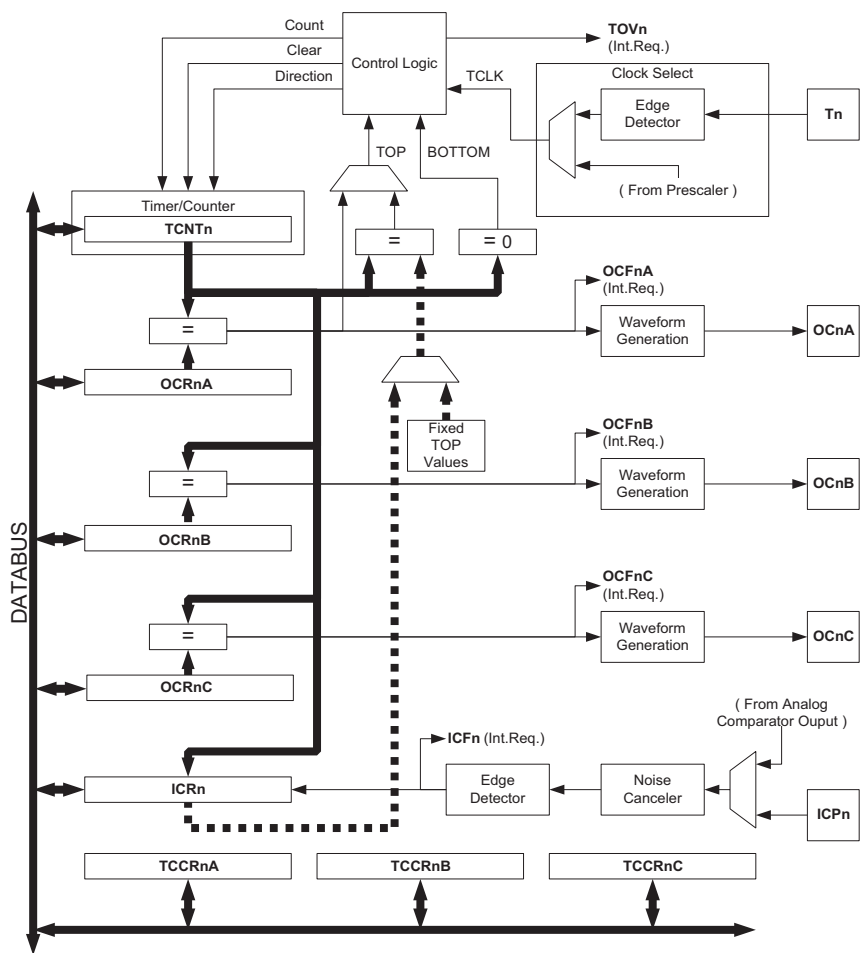 Count
Clear
Direction
Control Logic
TOVn
(Int.Req.)
TCLK
Clock Select
Edge
Detector
Tn
( From Prescaler )
TOP
BOTTOM
Timer/Counter
TCNTn
=
= 0
=
OCRnA
OCFnA
(Int.Req.)
Waveform
Generation
OCnA
Fixed
TOP
Values
=
OCRnB
OCFnB
(Int.Req.)
Waveform
Generation
OCnB
DATABUS
=
OCRnC
OCFnC
(Int.Req.)
Waveform
Generation
OCnC
( From Analog
Comparator Ouput )
ICFn (Int.Req.)
ICRn
Edge
Detector
Noise
Canceler
ICPn
TCCRnA
TCCRnB
TCCRnC